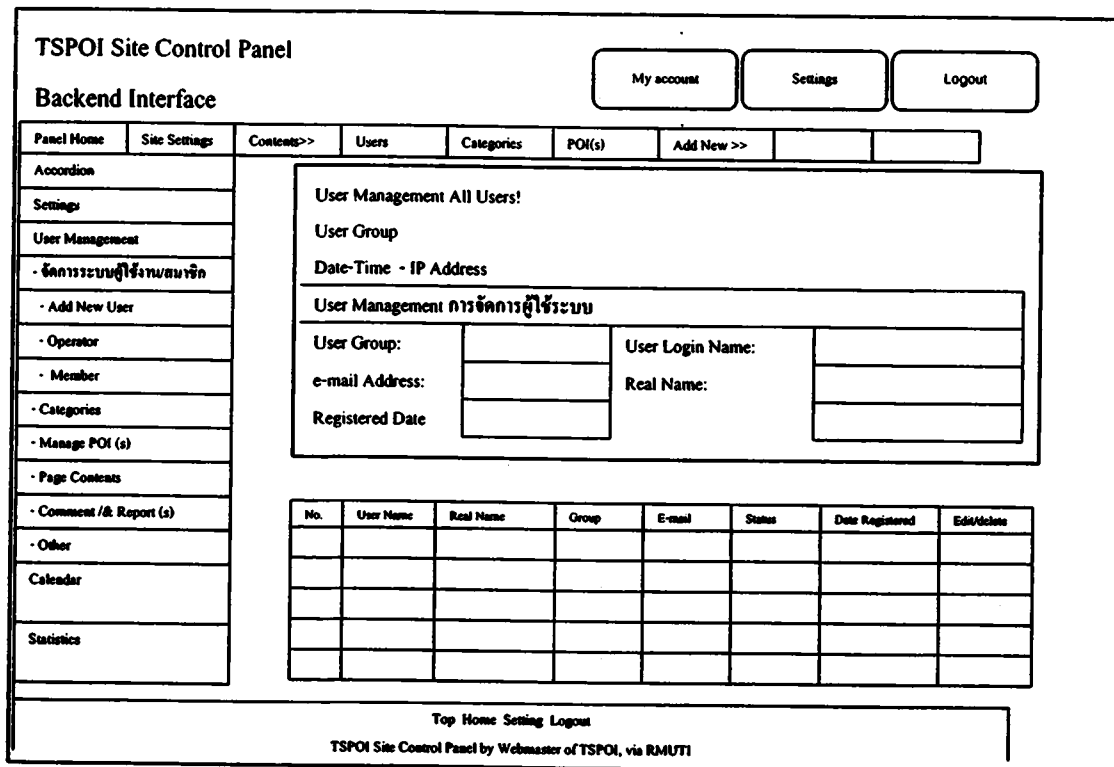 TSPOI Site Control Panel
Backend Interface
My account Settings Logout
Panel Home Site Settings Contents>> Users Categories POI(s) Add New >>
Accordion
Settings
User Management
- จัดการระบบผู้ใช้งาน/สมาชิก
- Add New User
- Operator
- Member
- Categories
- Manage POI (s)
- Page Contents
- Comment /& Report (s)
- Other
Calendar
Statistics
User Management All Users!
User Group
Date-Time - IP Address
User Management การจัดการผู้ใช้ระบบ
User Group: User Login Name:
e-mail Address: Real Name:
Registered Date
No. User Name Real Name Group E-mail Status Date Registered Edit/delete
Top Home Setting Logout
TSPOI Site Control Panel by Webmaster of TSPOI, via RMUTI